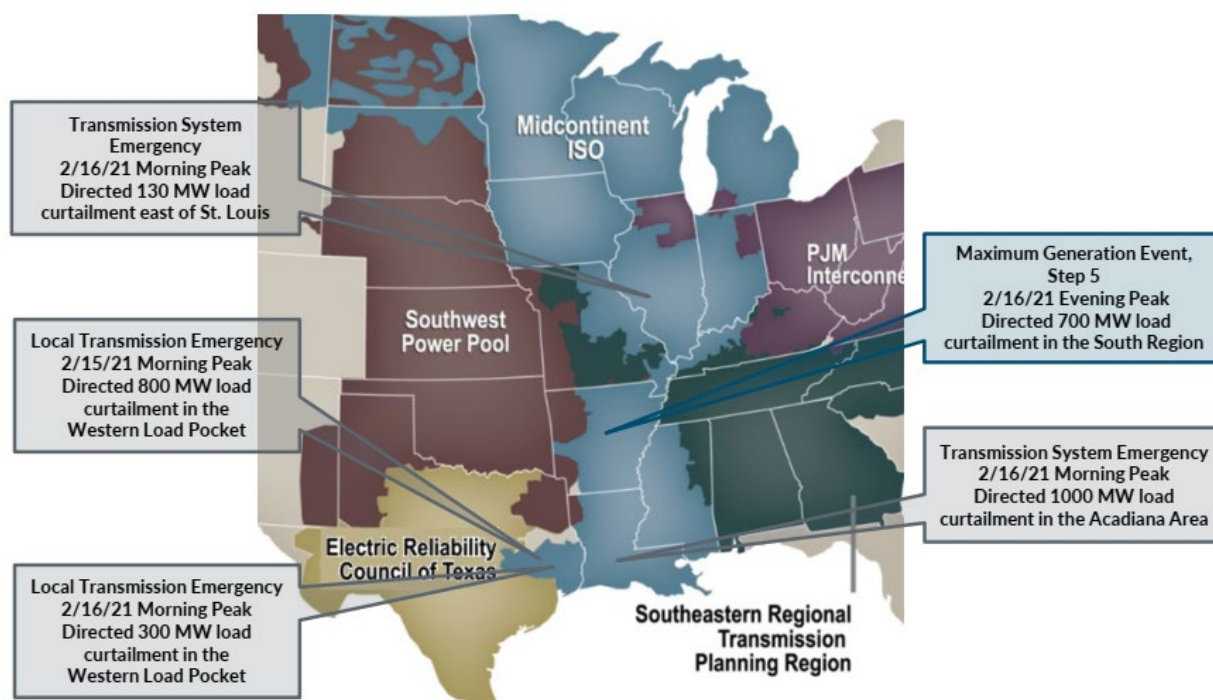 Transmission System
Emergency
2/16/21 Morning Peak
Directed 130 MW load
curtailment east of St. Louis
Local Transmission Emergency
2/15/21 Morning Peak
Directed 800 MW load
curtailment in the
Western Load Pocket
Local Transmission Emergency
2/16/21 Morning Peak
Directed 300 MW load
curtailment in the
Western Load Pocket
Midcontinent
ISO
Southwest
Power Pool
PJM
Interconne
Electric Reliability
Council of Texas
Southeastern Regional
Transmission
Planning Region
Maximum Generation Event,
Step 5
2/16/21 Evening Peak
Directed 700 MW load
curtailment in the South Region
Transmission System Emergency
2/16/21 Morning Peak
Directed 1000 MW load
curtailment in the Acadiana Area